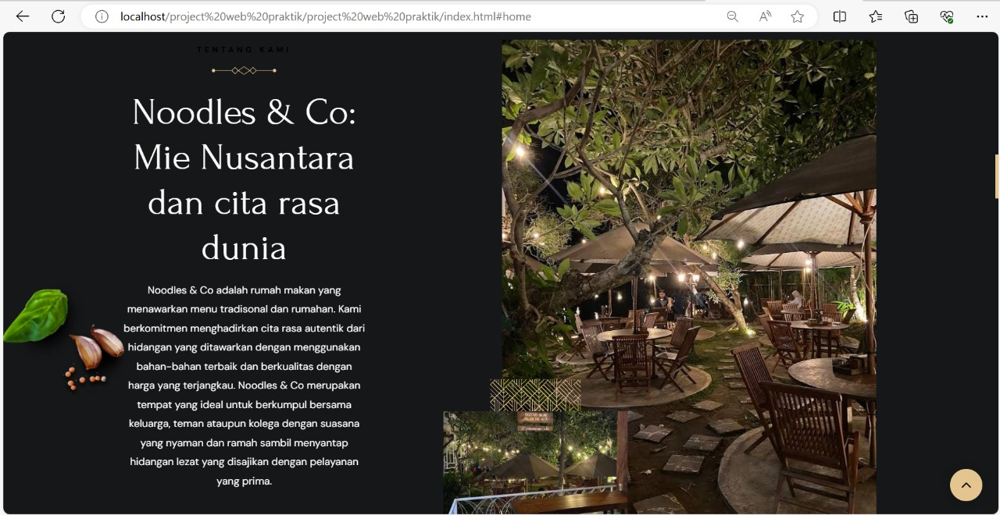 localhost/project%20web%20praktik/project%20web%20praktik/index.html#home
TENTANG KAMI
Noodles & Co:
Mie Nusantara
dan cita rasa
dunia
Noodles & Co adalah rumah makan yang
menawarkan menu tradisonal dan rumahan. Kami
berkomitmen menghadirkan cita rasa autentik dari
hidangan yang ditawarkan dengan menggunakan
bahan-bahan terbaik dan berkualitas dengan
harga yang terjangkau. Noodles & Co merupakan
tempat yang ideal untuk berkumpul bersama
keluarga, teman ataupun kolega dengan suasana
yang nyaman dan ramah sambil menyantap
hidangan lezat yang disajikan dengan pelayanan
yang prima.